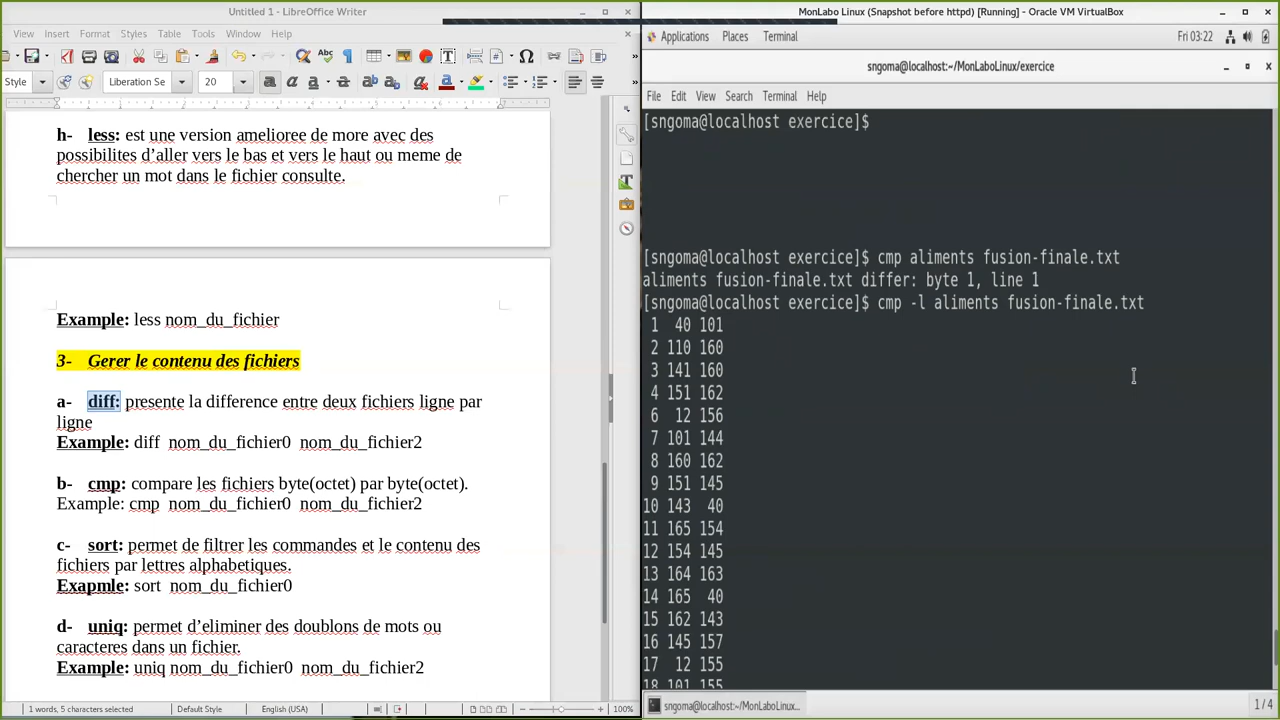 Untitled 1 - LibreOffice Writer
View Insert Format Styles Table Tools Window Help
Style Liberation Se 20
h- less: est une version amelioree de more avec des
possibilites d'aller vers le bas et vers le haut ou meme de
chercher un mot dans le fichier consulte.
Example: less nom_du_fichier
3- Gerer le contenu des fichiers
a- diff: presente la difference entre deux fichiers ligne par
ligne
Example: diff nom_du_fichier0 nom_du_fichier2
b- cmp: compare les fichiers byte(octet) par byte(octet).
Example: cmp nom_du_fichier0 nom_du_fichier2
c- sort: permet de filtrer les commandes et le contenu des
fichiers par lettres alphabetiques.
Exapmle: sort nom_du_fichier0
d- uniq: permet d'eliminer des doublons de mots ou
caracteres dans un fichier.
Example: uniq nom_du_fichier0 nom_du_fichier2
1 words, 5 characters selected Default Style English (USA) 100%
MonLabo Linux (Snapshot before httpd) [Running] - Oracle VM VirtualBox
Applications Places Terminal Fri 03:22
sngoma@localhost:~/MonLaboLinux/exercice
File Edit View Search Terminal Help
[sngoma@localhost exercice]$
[sngoma@localhost exercice]$ cmp aliments fusion-finale.txt
aliments fusion-finale.txt differ: byte 1, line 1
[sngoma@localhost exercice]$ cmp -l aliments fusion-finale.txt
1 40 101
2 110 160
3 141 160
4 151 162
6 12 156
7 101 144
8 160 162
9 151 145
10 143 40
11 165 154
12 154 145
13 164 163
14 165 40
15 162 143
16 145 157
17 12 155
18 101 155
sngoma@localhost:~/MonLaboLinux... 1 / 4